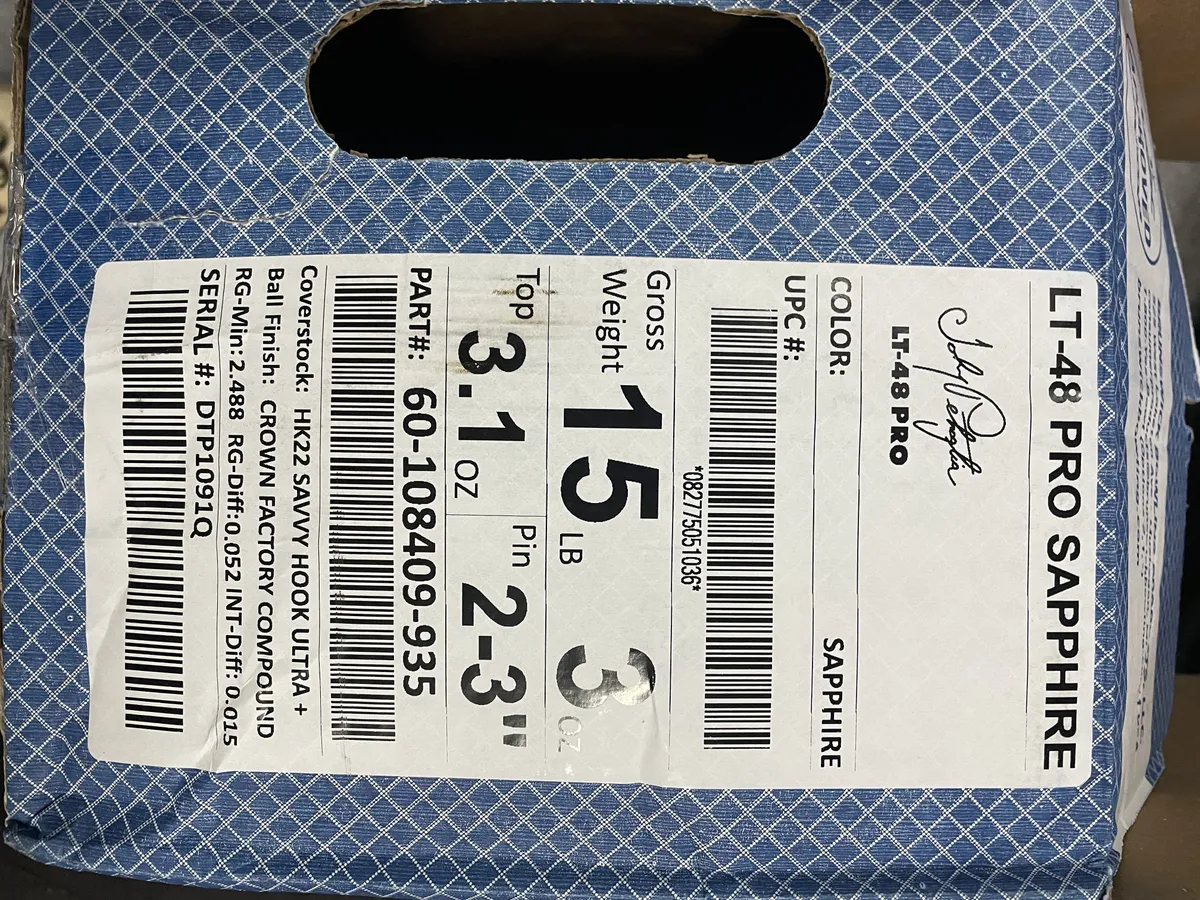 LT-48 PRO SAPPHIRE
LT-48 PRO
COLOR: SAPPHIRE
UPC #:
*082775051036*
Gross Weight 15 LB 3 OZ
Top 3.1 OZ Pin 2-3"
PART#: 60-108409-935
Coverstock: HK22 SAVVY HOOK ULTRA +
Ball Finish: CROWN FACTORY COMPOUND
RG-Min: 2.488 RG-Diff:0.052 INT-Diff: 0.015
SERIAL #: DTP1091Q